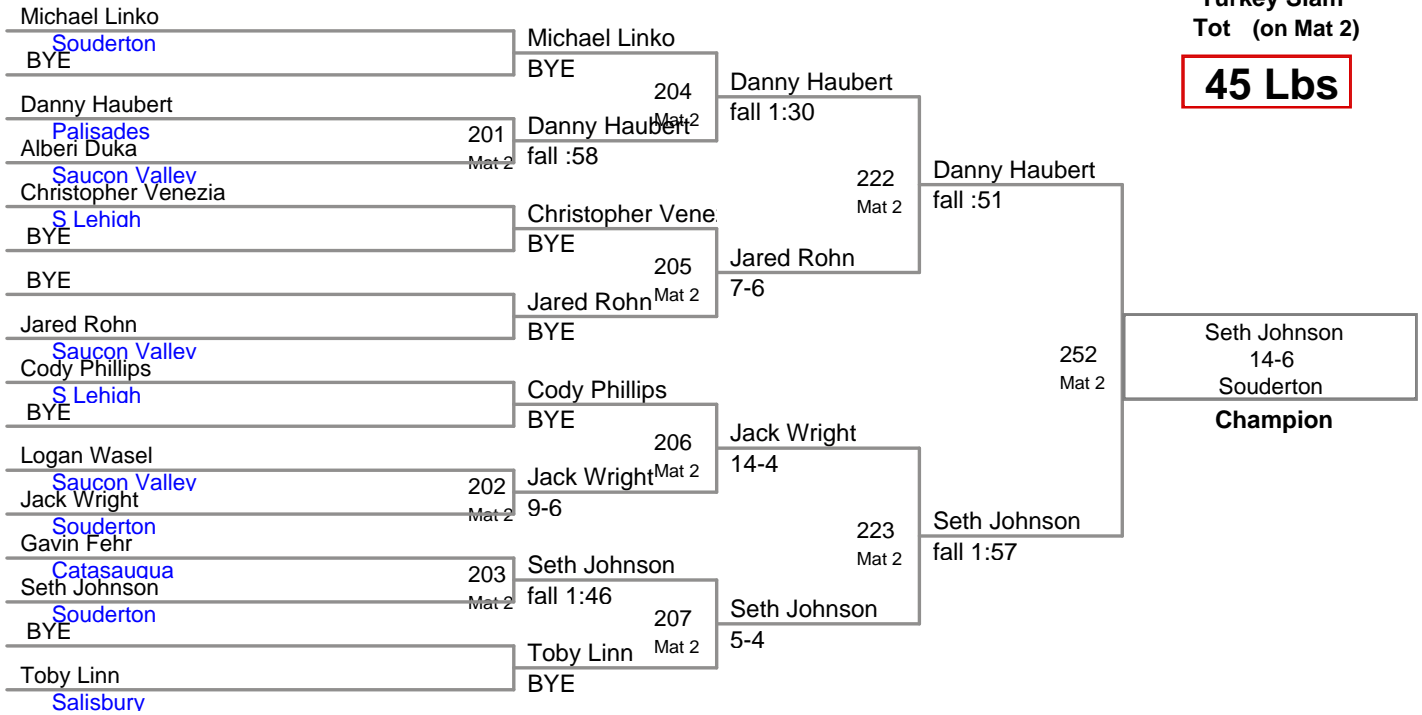 Turkey Slam
Tot (on Mat 2)
45 Lbs
Michael Linko
Souderton
BYE
Danny Haubert
Palisades
Alberi Duka
Saucon Valley
Christopher Venezia
S Lehigh
BYE
BYE
Jared Rohn
Saucon Valley
Cody Phillips
S Lehigh
BYE
Logan Wasel
Saucon Valley
Jack Wright
Souderton
Gavin Fehr
Catasauqua
Seth Johnson
Souderton
BYE
Toby Linn
Salisbury
201
Mat 2
202
Mat 2
203
Mat 2
Michael Linko
BYE
Danny Haubert
fall :58
Christopher Vene
BYE
Jared Rohn
BYE
Cody Phillips
BYE
Jack Wright
9-6
Seth Johnson
fall 1:46
Toby Linn
BYE
204
Mat 2
205
Mat 2
206
Mat 2
207
Mat 2
Danny Haubert
fall 1:30
Jared Rohn
7-6
Jack Wright
14-4
Seth Johnson
5-4
222
Mat 2
223
Mat 2
Danny Haubert
fall :51
Seth Johnson
fall 1:57
252
Mat 2
Seth Johnson
14-6
Souderton
Champion